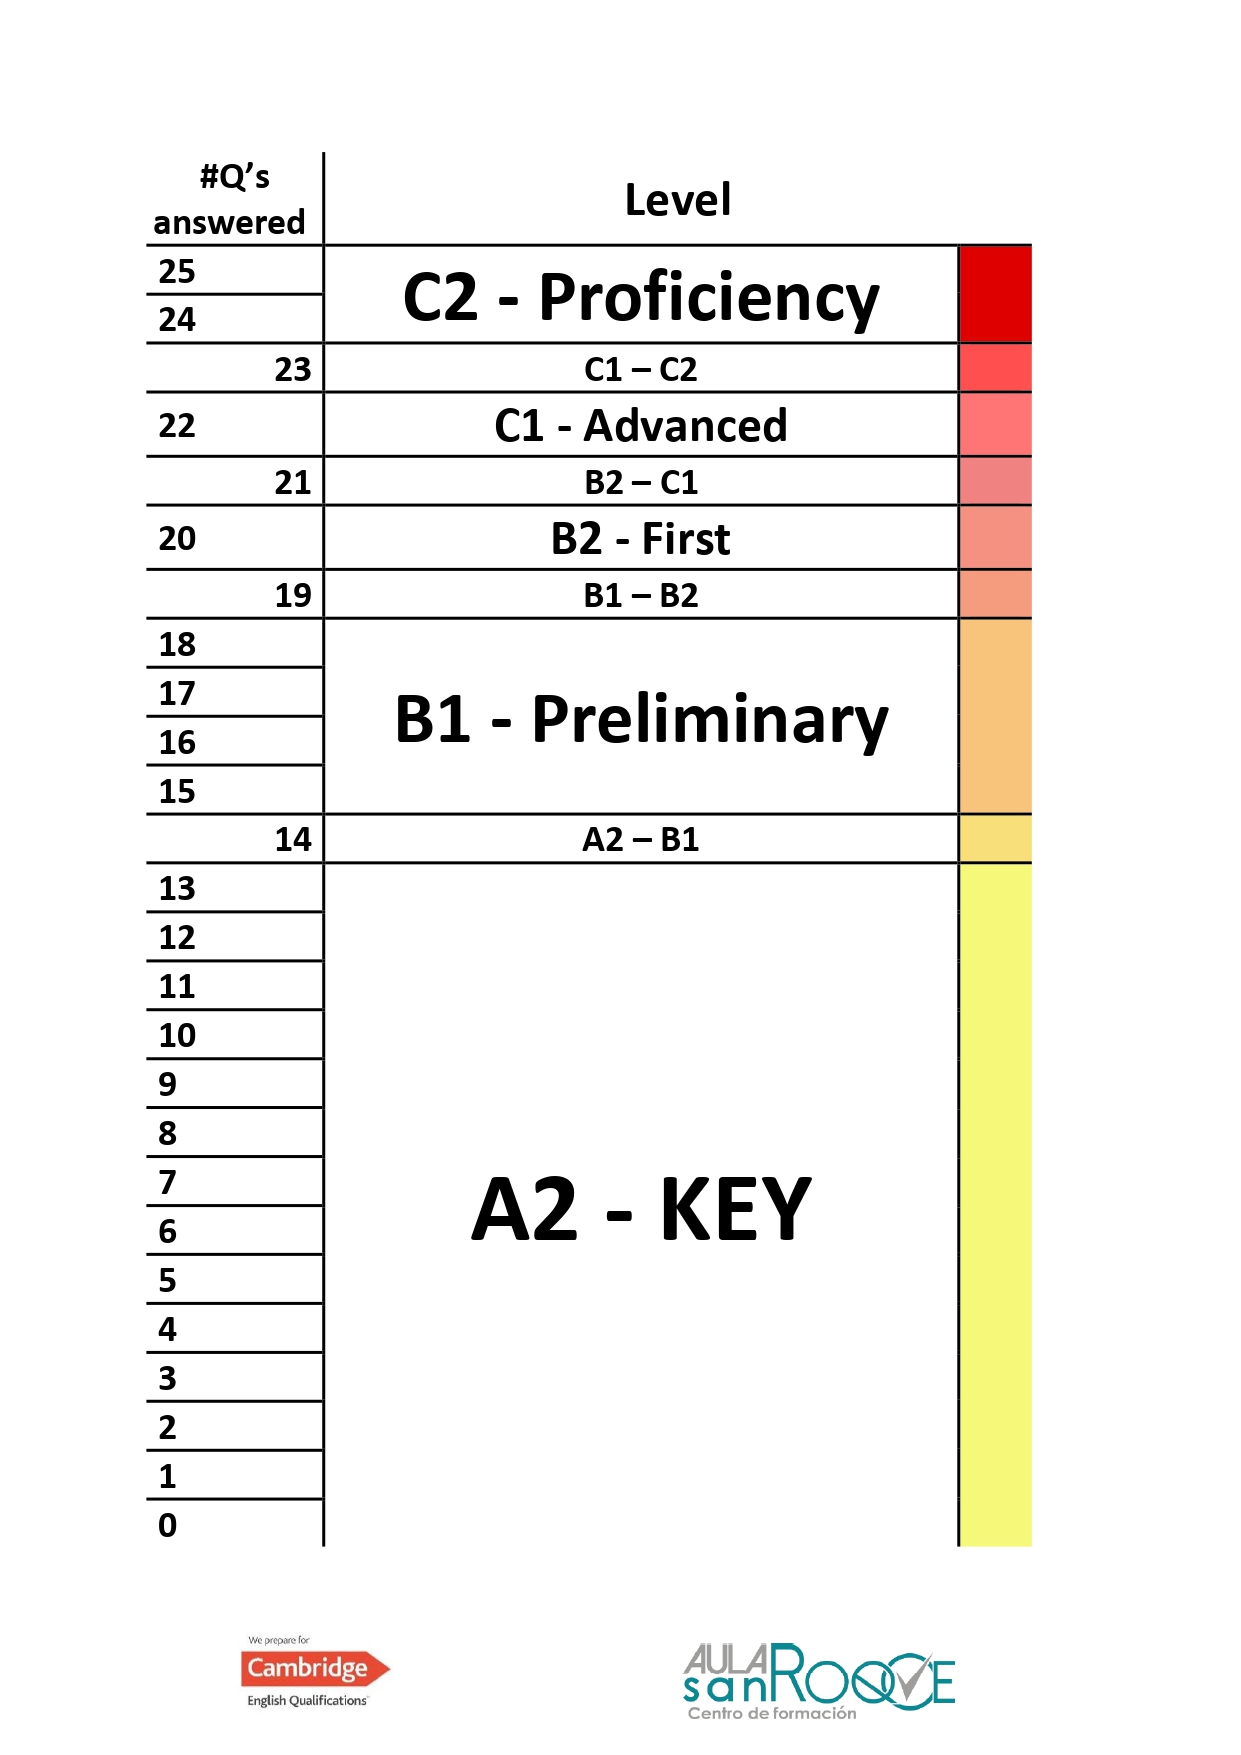 #Q’s
answered
Level
25
C2 - Proficiency
24
23
C1 – C2
22
C1 - Advanced
21
B2 – C1
20
B2 - First
19
B1 – B2
18
17
B1 - Preliminary
16
15
14
A2 – B1
13
12
11
10
9
8
7
A2 - KEY
6
5
4
3
2
1
0
We prepare for
Cambridge
English Qualifications
AULA
sanROQUE
Centro de formación